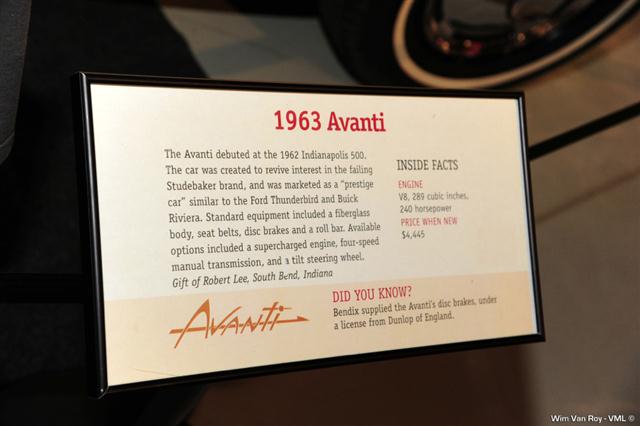 1963 Avanti
The Avanti debuted at the 1962 Indianapolis 500.
The car was created to revive interest in the failing
Studebaker brand, and was marketed as a "prestige
car" similar to the Ford Thunderbird and Buick
Riviera. Standard equipment included a fiberglass
body, seat belts, disc brakes and a roll bar. Available
options included a supercharged engine, four-speed
manual transmission, and a tilt steering wheel.
Gift of Robert Lee, South Bend, Indiana
INSIDE FACTS
ENGINE
V8, 289 cubic inches,
240 horsepower
PRICE WHEN NEW
$4,445
Avanti
DID YOU KNOW?
Bendix supplied the Avanti's disc brakes, under
a license from Dunlop of England.
Wim Van Roy - VML ©